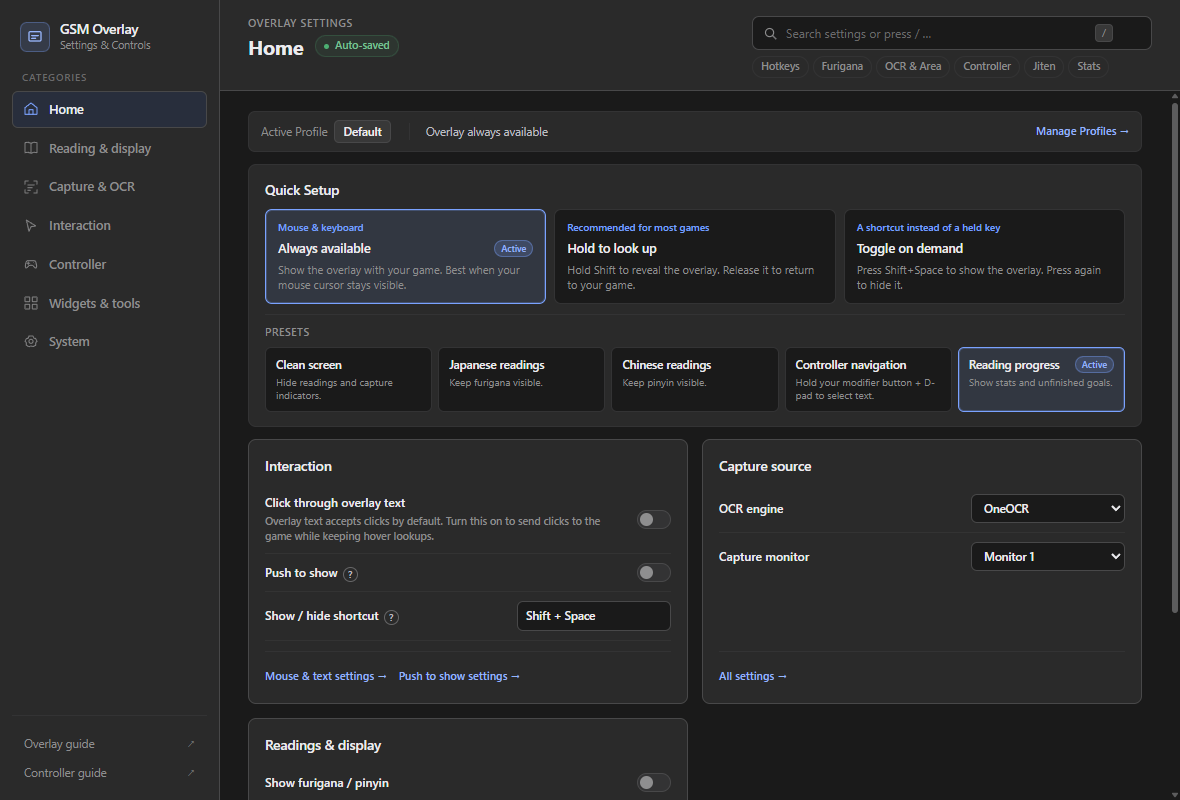 GSM Overlay
Settings & Controls
CATEGORIES
Home
Reading & display
Capture & OCR
Interaction
Controller
Widgets & tools
System
Overlay guide ↗
Controller guide ↗
OVERLAY SETTINGS
Home
Auto-saved
Search settings or press / ...
/
Hotkeys
Furigana
OCR & Area
Controller
Jiten
Stats
Active Profile Default Overlay always available
Manage Profiles →
Quick Setup
Mouse & keyboard
Always available
Active
Show the overlay with your game. Best when your
mouse cursor stays visible.
Recommended for most games
Hold to look up
Hold Shift to reveal the overlay. Release it to return
to your game.
A shortcut instead of a held key
Toggle on demand
Press Shift+Space to show the overlay. Press again
to hide it.
PRESETS
Clean screen
Hide readings and capture
indicators.
Japanese readings
Keep furigana visible.
Chinese readings
Keep pinyin visible.
Controller navigation
Hold your modifier button + D-
pad to select text.
Reading progress
Active
Show stats and unfinished goals.
Interaction
Click through overlay text
Overlay text accepts clicks by default. Turn this on to send clicks to the
game while keeping hover lookups.
Push to show ?
Show / hide shortcut ?
Shift + Space
Mouse & text settings → Push to show settings →
Capture source
OCR engine
OneOCR
Capture monitor
Monitor 1
All settings →
Readings & display
Show furigana / pinyin